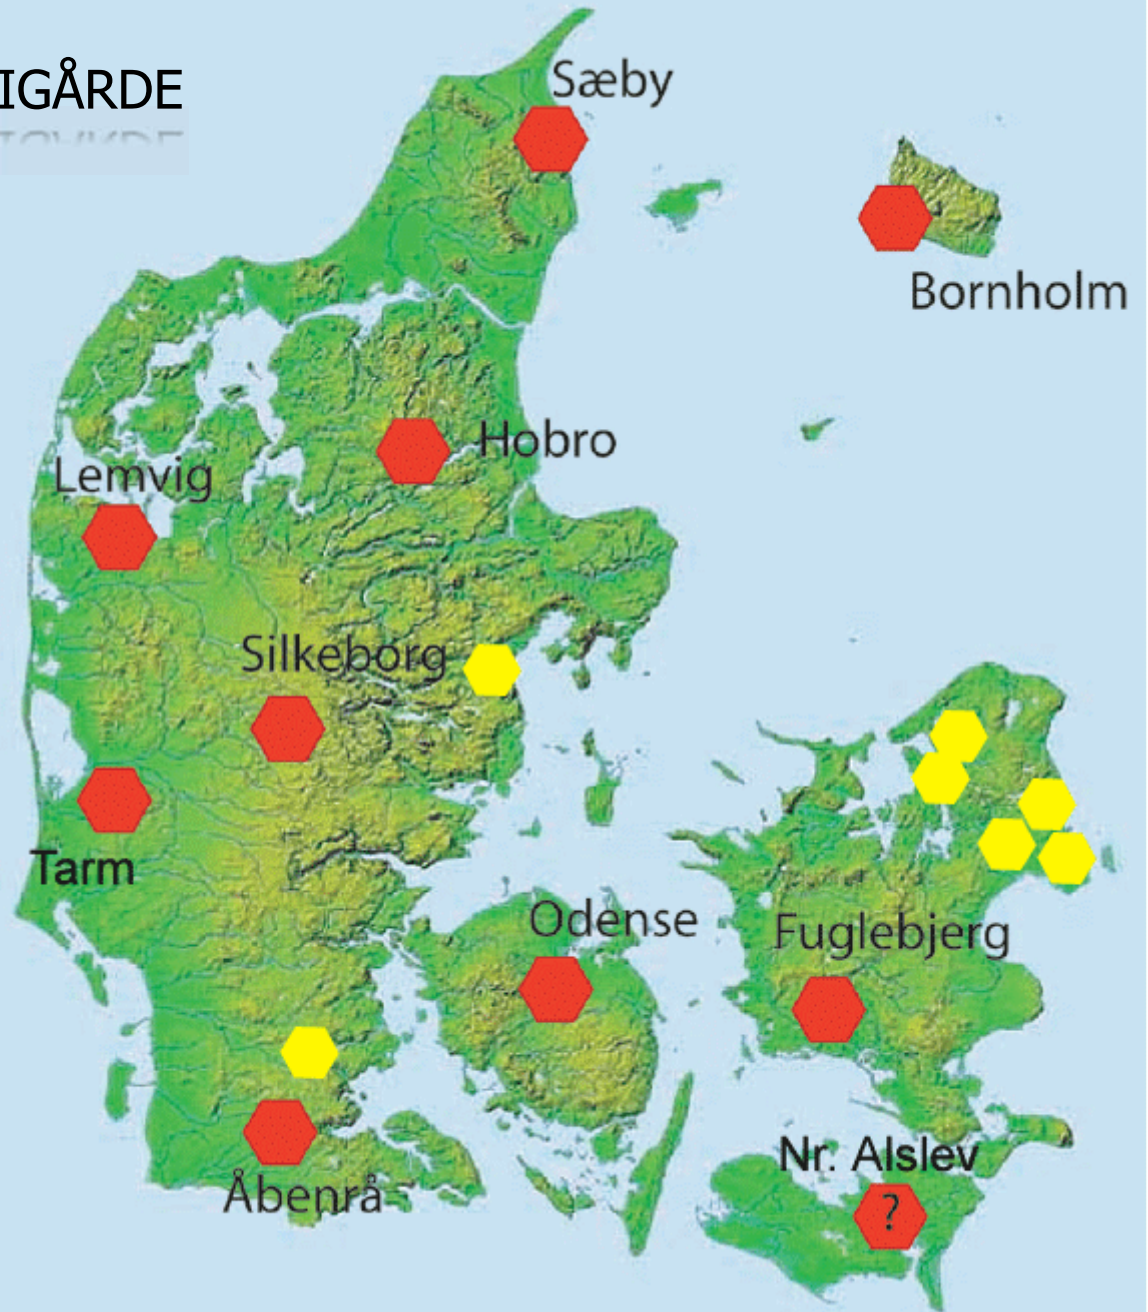 IGÅRDE
Sæby
Bornholm
Hobro
Lemvig
Silkeborg
Tarm
Odense
Fuglebjerg
Nr. Alslev
?
Åbenrå